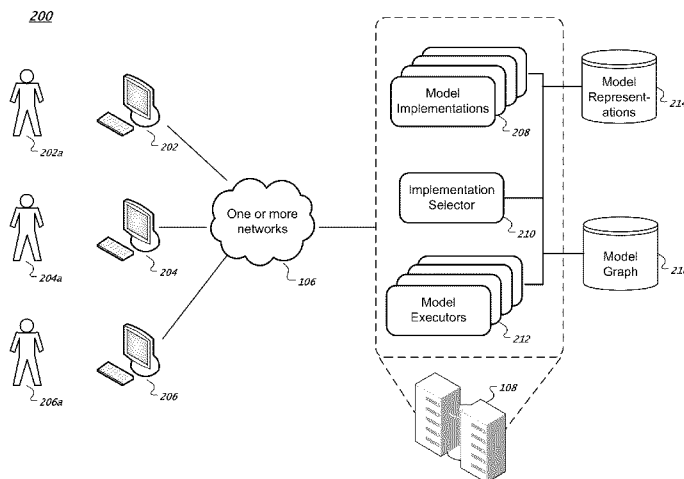 200
202a
202
204a
204
206a
206
One or more
networks
106
Model
Implementations
208
Implementation
Selector
210
Model
Executors
212
108
Model
Represent-
ations
214
Model
Graph